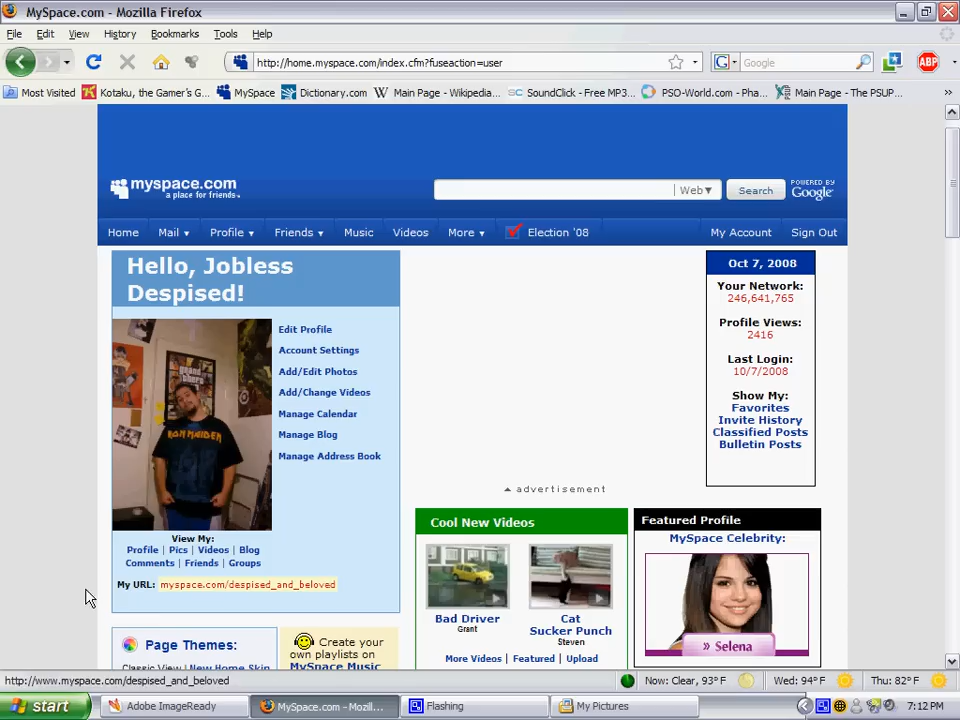 MySpace.com - Mozilla Firefox
File Edit View History Bookmarks Tools Help
http://home.myspace.com/index.cfm?fuseaction=user
G Google
ABP
Most Visited Kotaku, the Gamer's G... MySpace Dictionary.com W Main Page - Wikipedia... SC SoundClick - Free MP3... PSO-World.com - Pha... Main Page - The PSUP... »
myspace.com
a place for friends.
Web▼ Search
POWERED BY
Google
Home Mail ▾ Profile ▾ Friends ▾ Music Videos More ▾ Election '08 My Account Sign Out
Hello, Jobless
Despised!
grand
theft
IRON MAIDEN
Edit Profile
Account Settings
Add/Edit Photos
Add/Change Videos
Manage Calendar
Manage Blog
Manage Address Book
View My:
Profile | Pics | Videos | Blog
Comments | Friends | Groups
My URL: myspace.com/despised_and_beloved
Page Themes:
Classic View | New Home Skin
Create your
own playlists on
MySpace Music
advertisement
Oct 7, 2008
Your Network:
246,641,765
Profile Views:
2416
Last Login:
10/7/2008
Show My:
Favorites
Invite History
Classified Posts
Bulletin Posts
Cool New Videos
Bad Driver
Grant
Cat
Sucker Punch
Steven
More Videos | Featured | Upload
Featured Profile
MySpace Celebrity:
» Selena
http://www.myspace.com/despised_and_beloved
Now: Clear, 93° F Wed: 94° F Thu: 82° F
start Adobe ImageReady MySpace.com - Mozill... Flashing My Pictures 7:12 PM